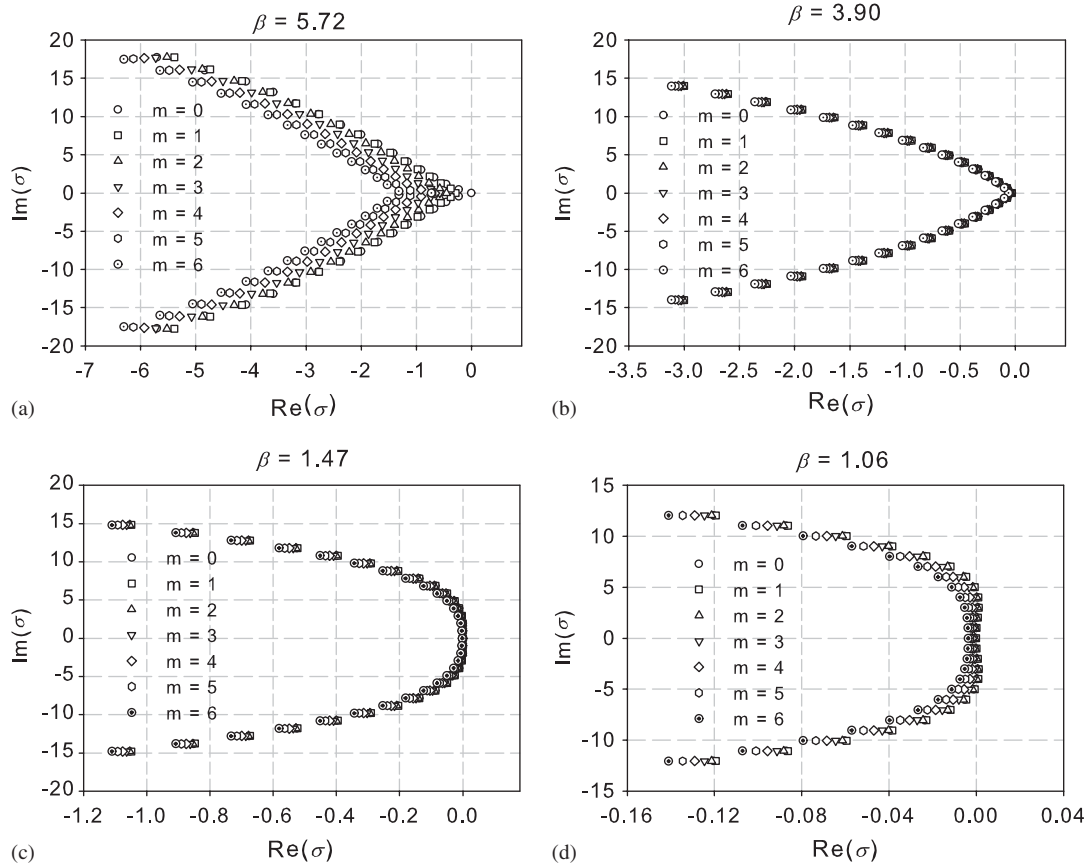 β = 5.72
20
15
10
5
0
-5
-10
-15
-20
Im(σ)
m = 0
m = 1
m = 2
m = 3
m = 4
m = 5
m = 6
-7 -6 -5 -4 -3 -2 -1 0
Re(σ)
(a)
β = 3.90
20
15
10
5
0
-5
-10
-15
-20
Im(σ)
m = 0
m = 1
m = 2
m = 3
m = 4
m = 5
m = 6
-3.5 -3.0 -2.5 -2.0 -1.5 -1.0 -0.5 0.0
Re(σ)
(b)
β = 1.47
20
15
10
5
0
-5
-10
-15
-20
Im(σ)
m = 0
m = 1
m = 2
m = 3
m = 4
m = 5
m = 6
-1.2 -1.0 -0.8 -0.6 -0.4 -0.2 0.0
Re(σ)
(c)
β = 1.06
15
10
5
0
-5
-10
-15
Im(σ)
m = 0
m = 1
m = 2
m = 3
m = 4
m = 5
m = 6
-0.16 -0.12 -0.08 -0.04 0.00 0.04
Re(σ)
(d)